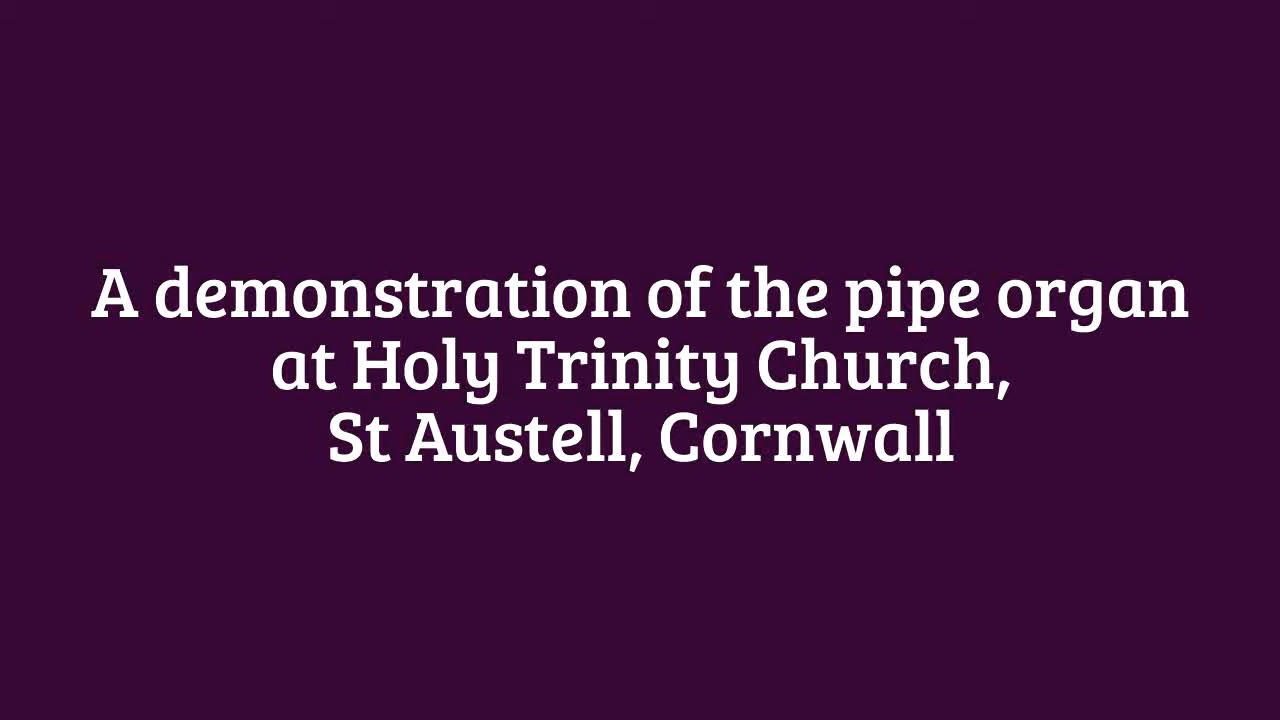 A demonstration of the pipe organ
at Holy Trinity Church,
St Austell, Cornwall